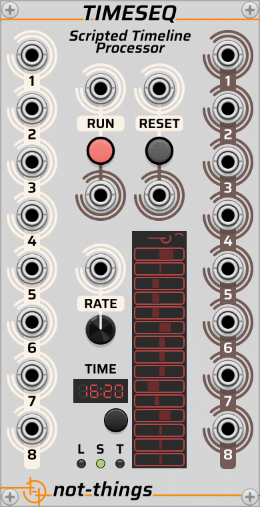 TIMESEQ
Scripted Timeline
Processor
1
1
2
2
RUN
RESET
3
3
4
4
5
5
RATE
6
6
TIME
7
7
16:20
8
L
S
T
8
not-things